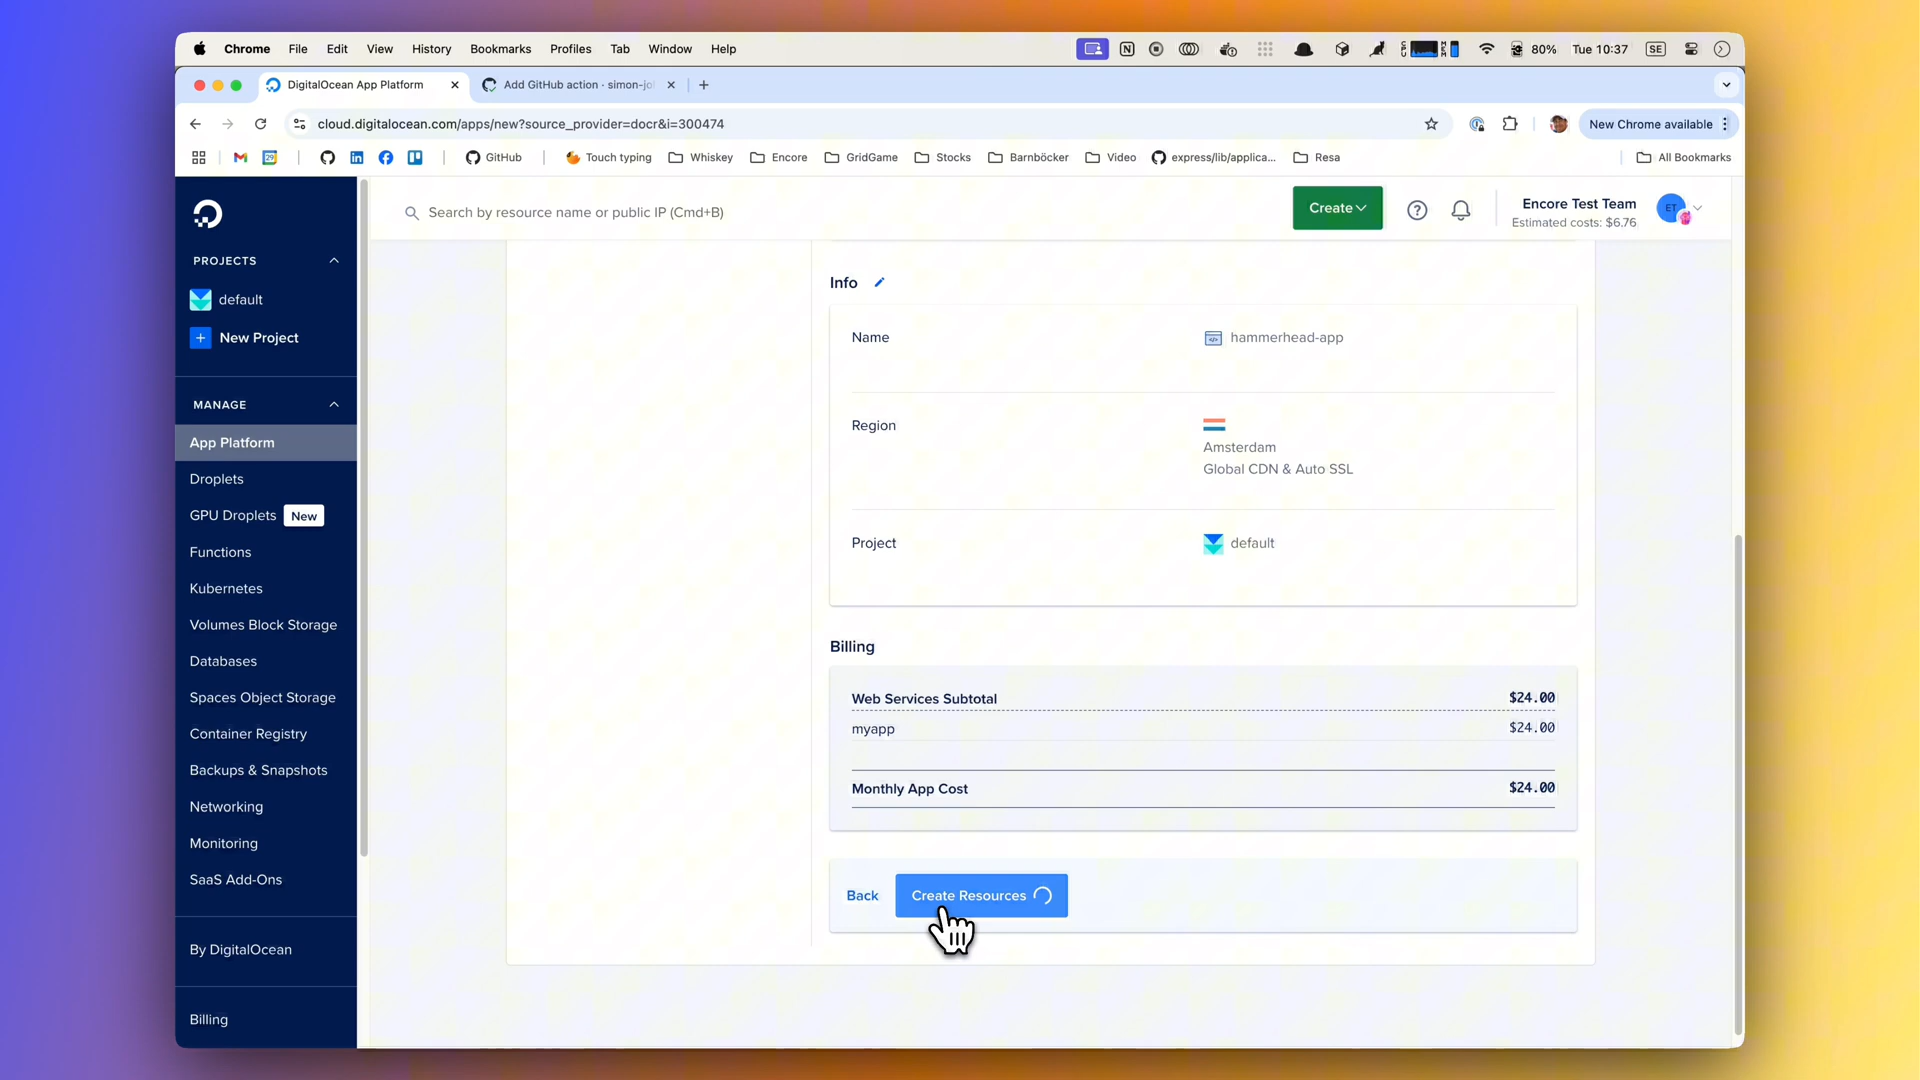 Chrome File Edit View History Bookmarks Profiles Tab Window Help
80% Tue 10:37 SE
DigitalOcean App Platform
Add GitHub action · simon-jo
cloud.digitalocean.com/apps/new?source_provider=docr&i=300474
New Chrome available
GitHub Touch typing Whiskey Encore GridGame Stocks Barnböcker Video express/lib/applica... Resa All Bookmarks
Search by resource name or public IP (Cmd+B)
Create
Encore Test Team
Estimated costs: $6.76
ET
PROJECTS
default
New Project
MANAGE
App Platform
Droplets
GPU Droplets New
Functions
Kubernetes
Volumes Block Storage
Databases
Spaces Object Storage
Container Registry
Backups & Snapshots
Networking
Monitoring
SaaS Add-Ons
By DigitalOcean
Billing
Info
Name hammerhead-app
Region
Amsterdam
Global CDN & Auto SSL
Project default
Billing
Web Services Subtotal $24.00
myapp $24.00
Monthly App Cost $24.00
Back Create Resources